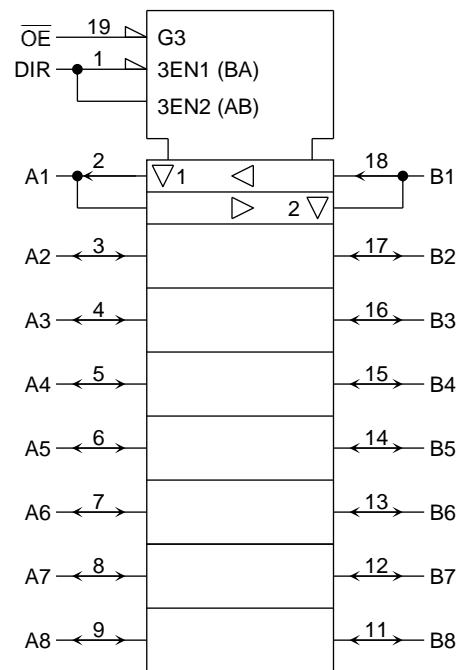 OE 19 G3
DIR 1 3EN1 (BA)
3EN2 (AB)
A1 2 1 18 B1
2
A2 3 17 B2
A3 4 16 B3
A4 5 15 B4
A5 6 14 B5
A6 7 13 B6
A7 8 12 B7
A8 9 11 B8